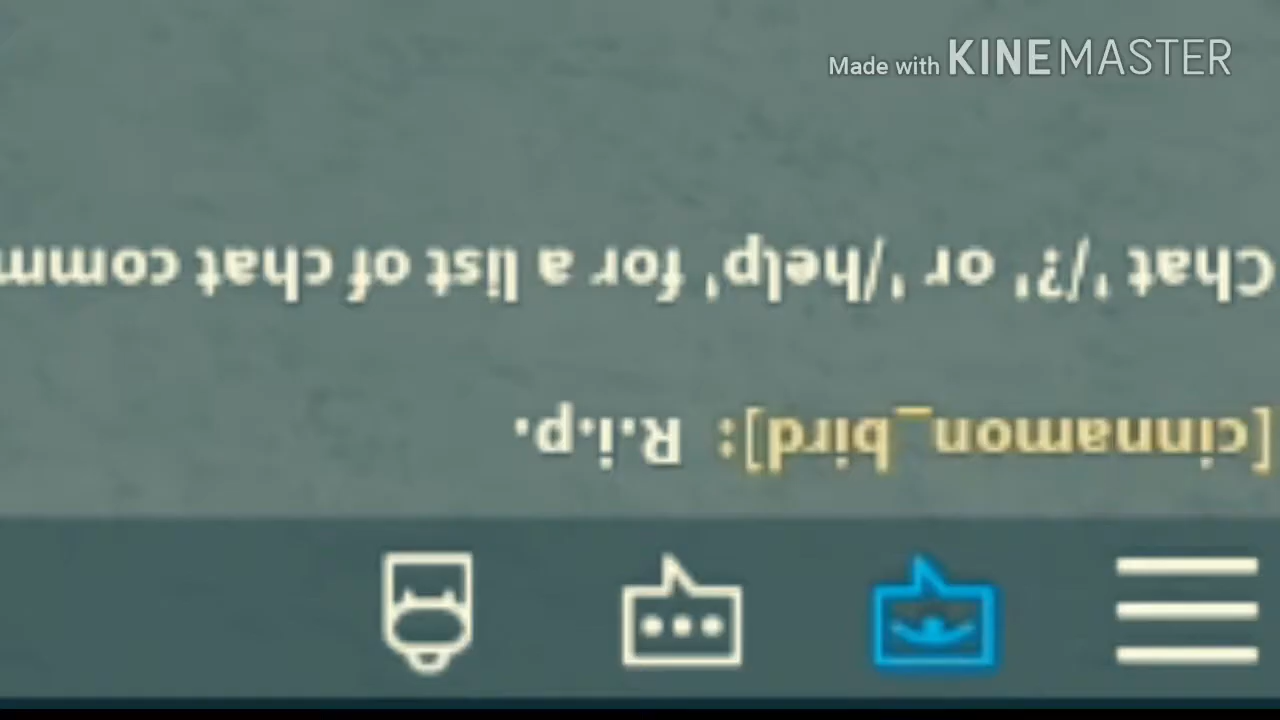 Made with KINEMASTER
[cinnamon_bird]: R.i.p.
Chat '/?' or '/help' for a list of chat comm